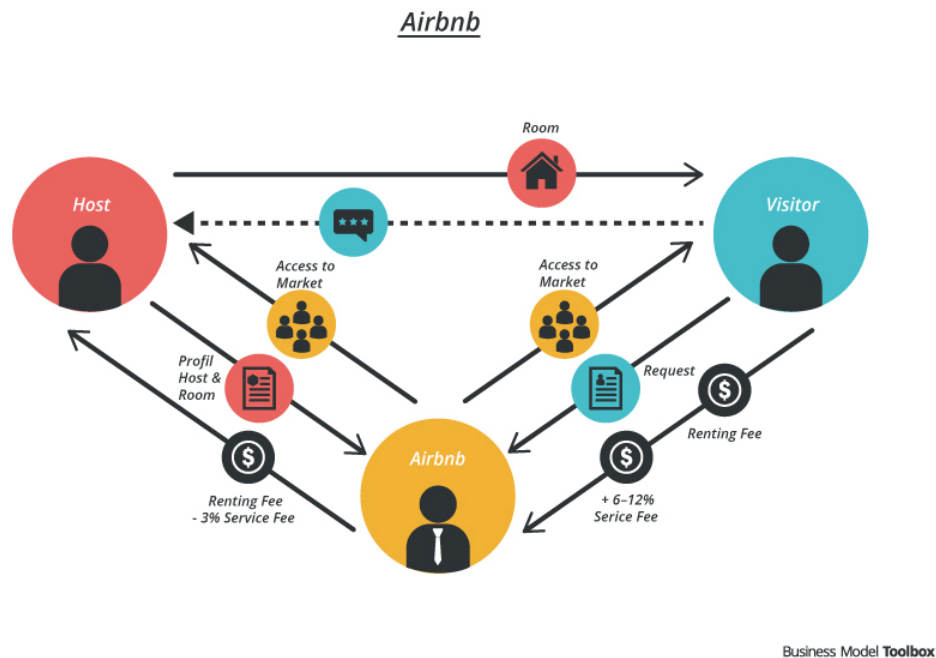 Airbnb
Room
Host
Visitor
Access to
Market
Access to
Market
Profil
Host &
Room
Request
Renting Fee
Airbnb
Renting Fee
- 3% Service Fee
+ 6–12%
Serice Fee
Business Model Toolbox